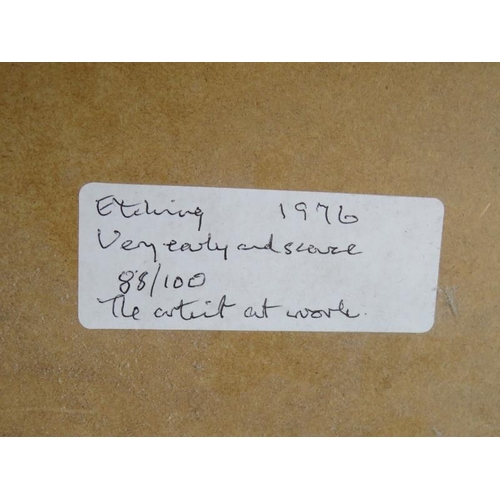 Etching 1976
Very early and scarce
88/100
The artist at work.